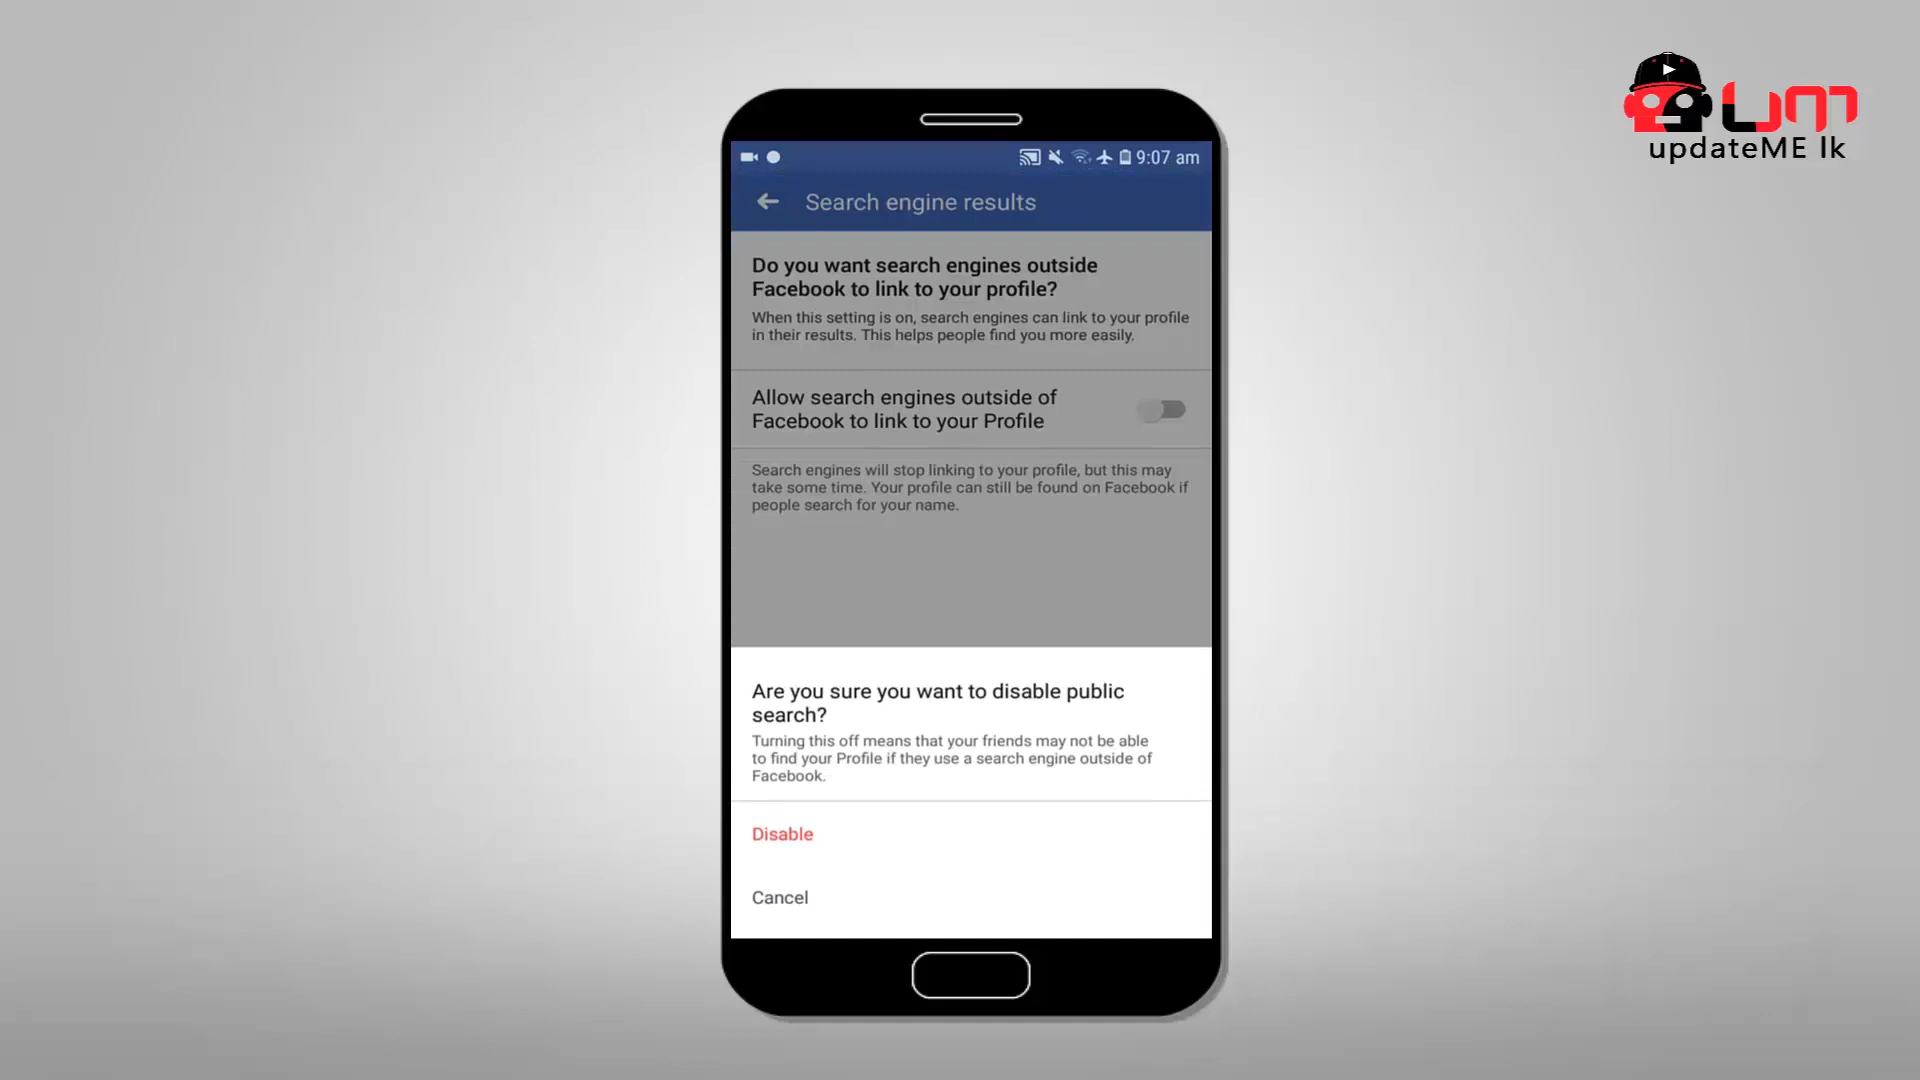 UM
updateME lk
9:07 am
Search engine results
Do you want search engines outside
Facebook to link to your profile?
When this setting is on, search engines can link to your profile
in their results. This helps people find you more easily.
Allow search engines outside of
Facebook to link to your Profile
Search engines will stop linking to your profile, but this may
take some time. Your profile can still be found on Facebook if
people search for your name.
Are you sure you want to disable public
search?
Turning this off means that your friends may not be able
to find your Profile if they use a search engine outside of
Facebook.
Disable
Cancel